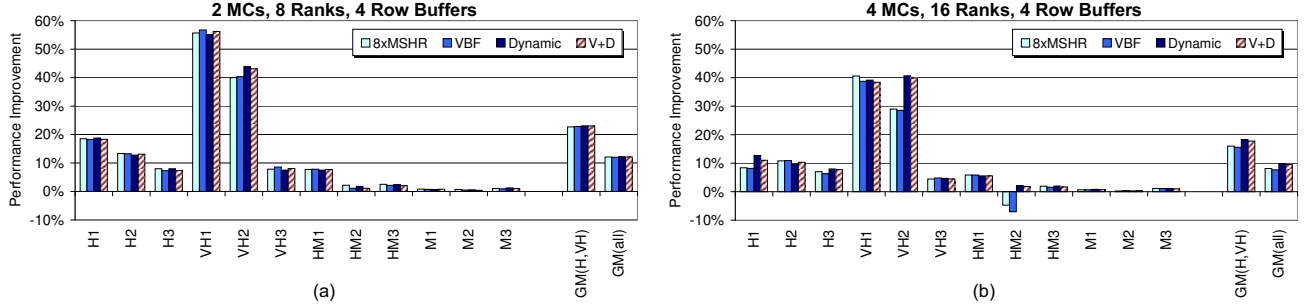 2 MCs, 8 Ranks, 4 Row Buffers
Performance Improvement
60%
50%
40%
30%
20%
10%
0%
-10%
8xMSHR VBF Dynamic V+D
H1 H2 H3 VH1 VH2 VH3 HM1 HM2 HM3 M1 M2 M3 GM(H,VH) GM(all)
(a)
4 MCs, 16 Ranks, 4 Row Buffers
Performance Improvement
60%
50%
40%
30%
20%
10%
0%
-10%
8xMSHR VBF Dynamic V+D
H1 H2 H3 VH1 VH2 VH3 HM1 HM2 HM3 M1 M2 M3 GM(H,VH) GM(all)
(b)